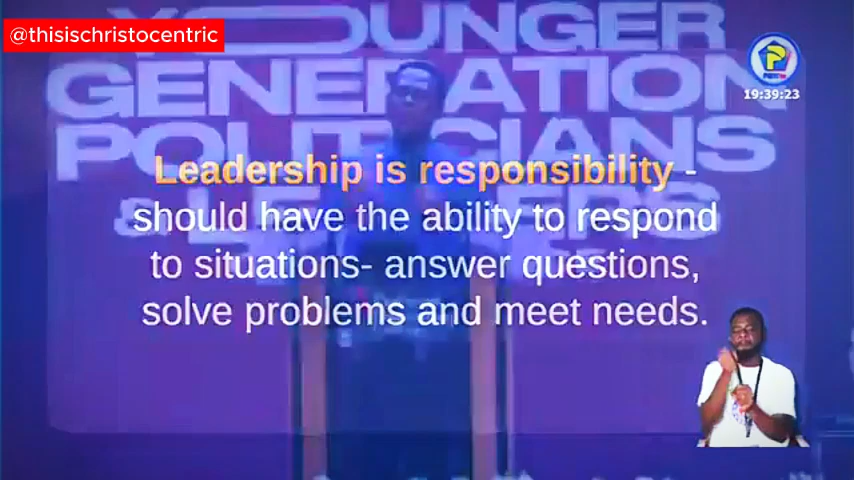 @thisischristocentric
YOUNGER
GENERATION
POLITICIANS
19:39:23
Leadership is responsibility -
should have the ability to respond
to situations- answer questions,
solve problems and meet needs.